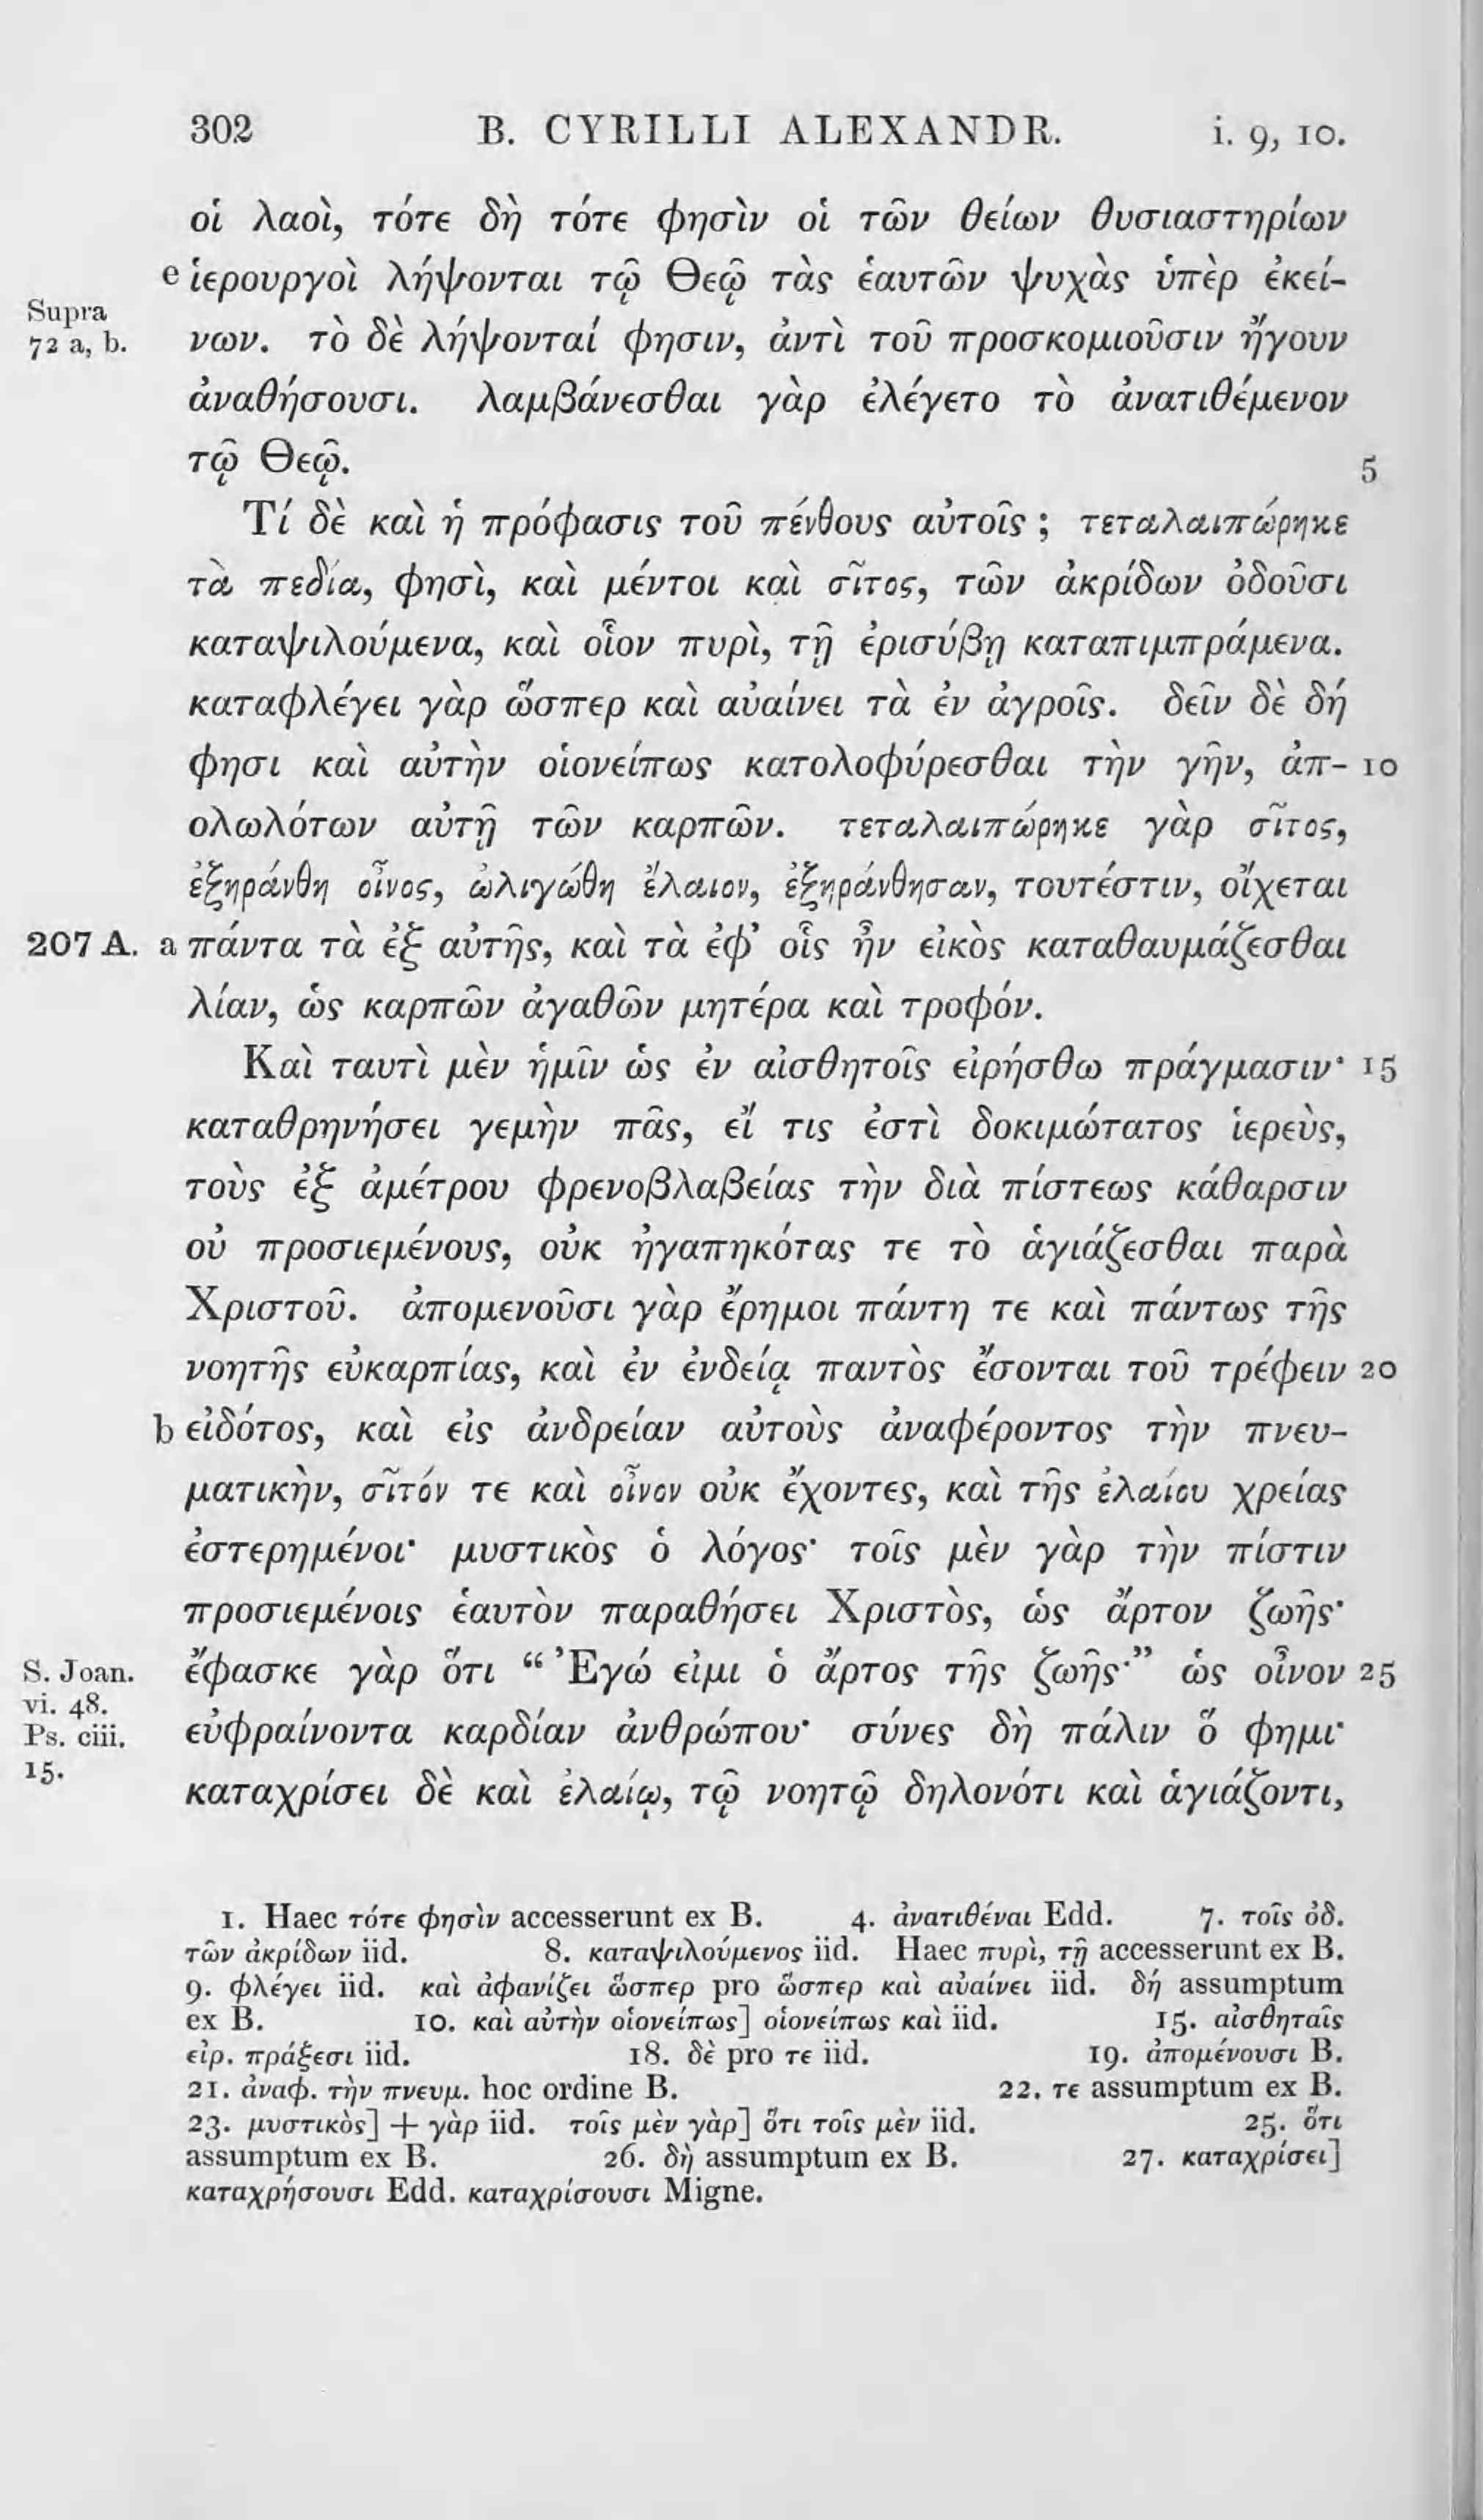 302 B. CYRILLI ALEXANDR. i. 9, 10.
οἱ λαοὶ, τότε δὴ τότε φησὶν οἱ τῶν θείων θυσιαστηρίων
e ἱερουργοὶ λήψονται τῷ Θεῷ τὰς ἑαυτῶν ψυχὰς ὑπὲρ ἐκεί-
Supra
72 a, b. νων. τὸ δὲ λήψονταί φησιν, ἀντὶ τοῦ προσκομιοῦσιν ἤγουν
ἀναθήσουσι. λαμβάνεσθαι γὰρ ἐλέγετο τὸ ἀνατιθέμενον
τῷ Θεῷ. 5
Τί δὲ καὶ ἡ πρόφασις τοῦ πένθους αὐτοῖς ; τεταλαιπώρηκε
τὰ πεδία, φησὶ, καὶ μέντοι καὶ σῖτος, τῶν ἀκρίδων ὀδοῦσι
καταψιλούμενα, καὶ οἷον πυρὶ, τῇ ἐρισύβῃ καταπιμπράμενα.
καταφλέγει γὰρ ὥσπερ καὶ αὐαίνει τὰ ἐν ἀγροῖς. δεῖν δὲ δή
φησι καὶ αὐτὴν οἱονείπως κατολοφύρεσθαι τὴν γῆν, ἀπ- 10
ολωλότων αὐτῇ τῶν καρπῶν. τεταλαιπώρηκε γὰρ σῖτος,
ἐξηράνθη οἶνος, ὠλιγώθη ἔλαιον, ἐξηράνθησαν, τουτέστιν, οἴχεται
207 A. a πάντα τὰ ἐξ αὐτῆς, καὶ τὰ ἐφ’ οἷς ἦν εἰκὸς καταθαυμάζεσθαι
λίαν, ὡς καρπῶν ἀγαθῶν μητέρα καὶ τροφόν.
Καὶ ταυτὶ μὲν ἡμῖν ὡς ἐν αἰσθητοῖς εἰρήσθω πράγμασιν· 15
καταθρηνήσει γεμὴν πᾶς, εἴ τις ἐστὶ δοκιμώτατος ἱερεὺς,
τοὺς ἐξ ἀμέτρου φρενοβλαβείας τὴν διὰ πίστεως κάθαρσιν
οὐ προσιεμένους, οὐκ ἠγαπηκότας τε τὸ ἁγιάζεσθαι παρὰ
Χριστοῦ. ἀπομενοῦσι γὰρ ἔρημοι πάντη τε καὶ πάντως τῆς
νοητῆς εὐκαρπίας, καὶ ἐν ἐνδείᾳ παντὸς ἔσονται τοῦ τρέφειν 20
b εἰδότος, καὶ εἰς ἀνδρείαν αὐτοὺς ἀναφέροντος τὴν πνευ-
ματικὴν, σῖτόν τε καὶ οἶνον οὐκ ἔχοντες, καὶ τῆς ἐλαίου χρείας
ἐστερημένοι· μυστικὸς ὁ λόγος· τοῖς μὲν γὰρ τὴν πίστιν
προσιεμένοις ἑαυτὸν παραθήσει Χριστὸς, ὡς ἄρτον ζωῆς·
S. Joan. ἔφασκε γὰρ ὅτι “ Ἐγώ εἰμι ὁ ἄρτος τῆς ζωῆς·” ὡς οἶνον 25
vi. 48.
Ps. ciii. εὐφραίνοντα καρδίαν ἀνθρώπου· σύνες δὴ πάλιν ὅ φημι·
15. καταχρίσει δὲ καὶ ἐλαίῳ, τῷ νοητῷ δηλονότι καὶ ἁγιάζοντι,
1. Haec τότε φησὶν accesserunt ex B. 4. ἀνατιθέναι Edd. 7. τοῖς ὀδ.
τῶν ἀκρίδων iid. 8. καταψιλούμενος iid. Haec πυρὶ, τῇ accesserunt ex B.
9. φλέγει iid. καὶ ἀφανίζει ὥσπερ pro ὥσπερ καὶ αὐαίνει iid. δή assumptum
ex B. 10. καὶ αὐτὴν οἱονείπως] οἱονείπως καὶ iid. 15. αἰσθηταῖς
εἰρ. πράξεσι iid. 18. δὲ pro τε iid. 19. ἀπομένουσι B.
21. ἀναφ. τὴν πνευμ. hoc ordine B. 22. τε assumptum ex B.
23. μυστικὸς] + γὰρ iid. τοῖς μὲν γὰρ] ὅτι τοῖς μὲν iid. 25. ὅτι
assumptum ex B. 26. δὴ assumptum ex B. 27. καταχρίσει]
καταχρήσουσι Edd. καταχρίσουσι Migne.